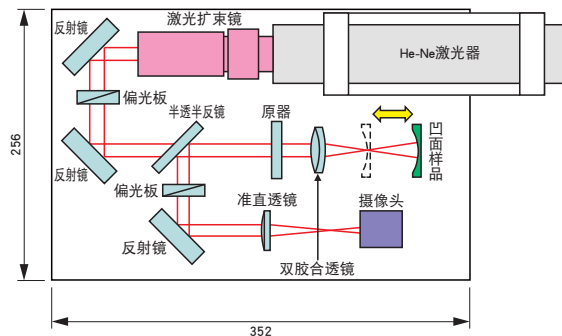 反射镜
激光扩束镜
He-Ne激光器
偏光板
半透半反镜
原器
凹面样品
反射镜
偏光板
准直透镜
摄像头
反射镜
双胶合透镜
256
352